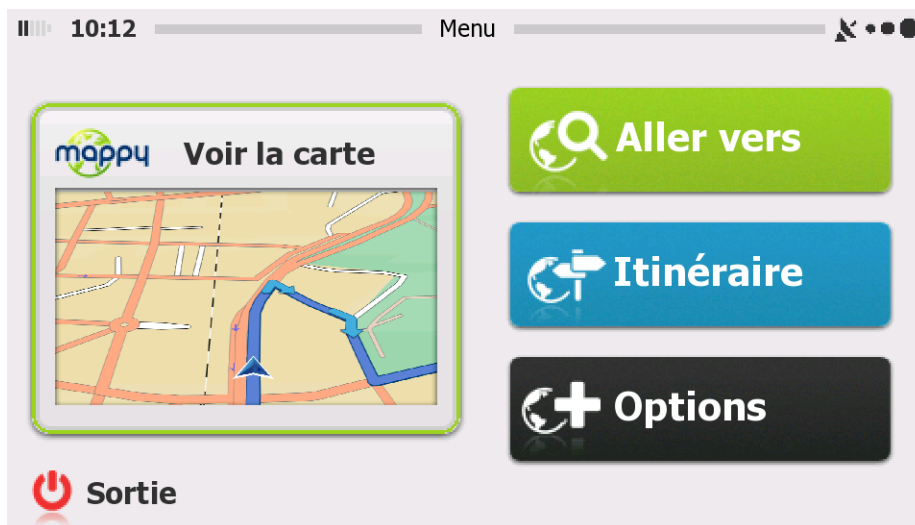 10:12 Menu
mappy Voir la carte
Aller vers
Itinéraire
Options
Sortie